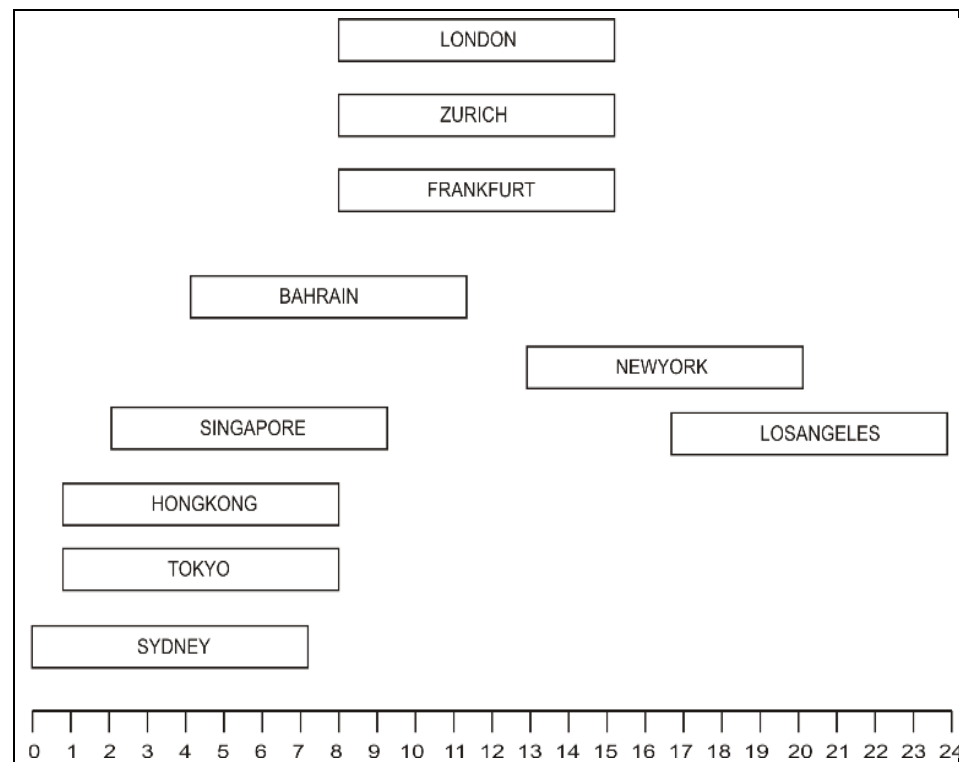 LONDON
ZURICH
FRANKFURT
BAHRAIN
NEWYORK
SINGAPORE
LOSANGELES
HONGKONG
TOKYO
SYDNEY
0 1 2 3 4 5 6 7 8 9 10 11 12 13 14 15 16 17 18 19 20 21 22 23 24